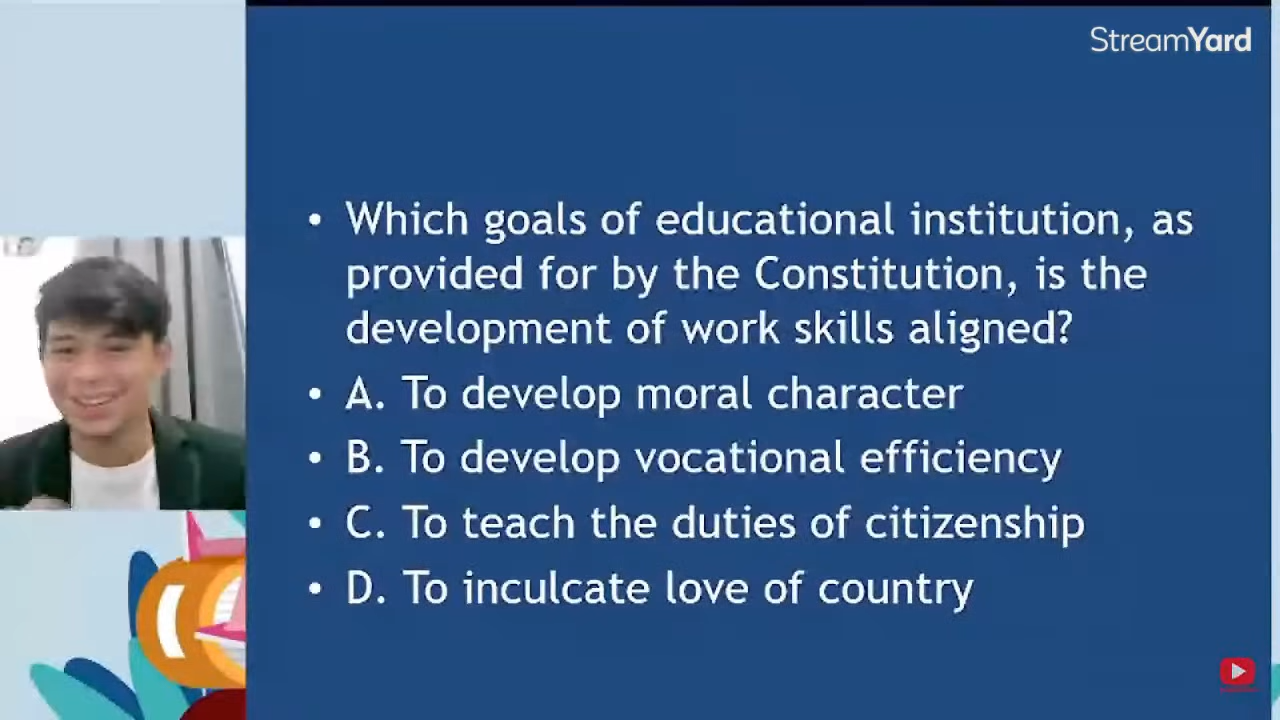 StreamYard
• Which goals of educational institution, as
provided for by the Constitution, is the
development of work skills aligned?
• A. To develop moral character
• B. To develop vocational efficiency
• C. To teach the duties of citizenship
• D. To inculcate love of country